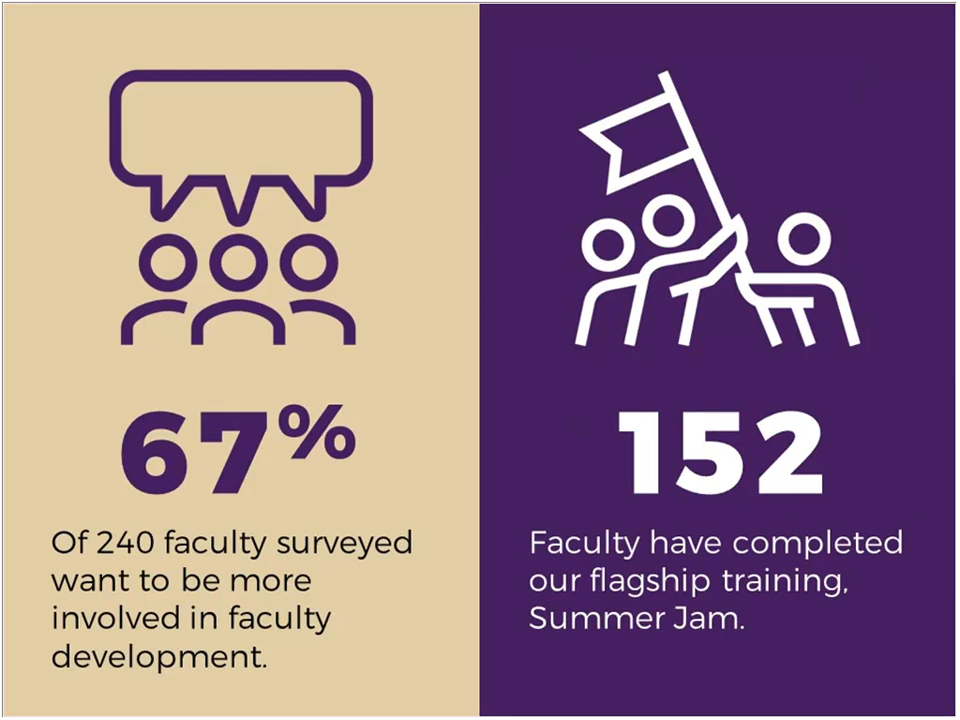 67%
Of 240 faculty surveyed
want to be more
involved in faculty
development.
152
Faculty have completed
our flagship training,
Summer Jam.